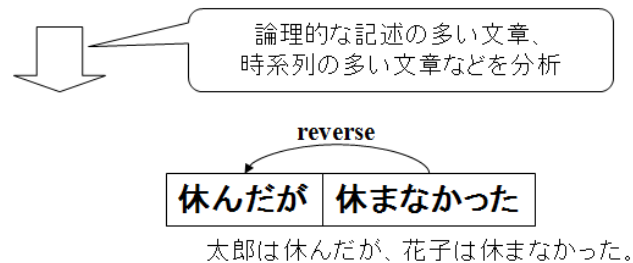 論理的な記述の多い文章、
時系列の多い文章などを分析
reverse
休んだが 休まなかった
太郎は休んだが、花子は休まなかった。